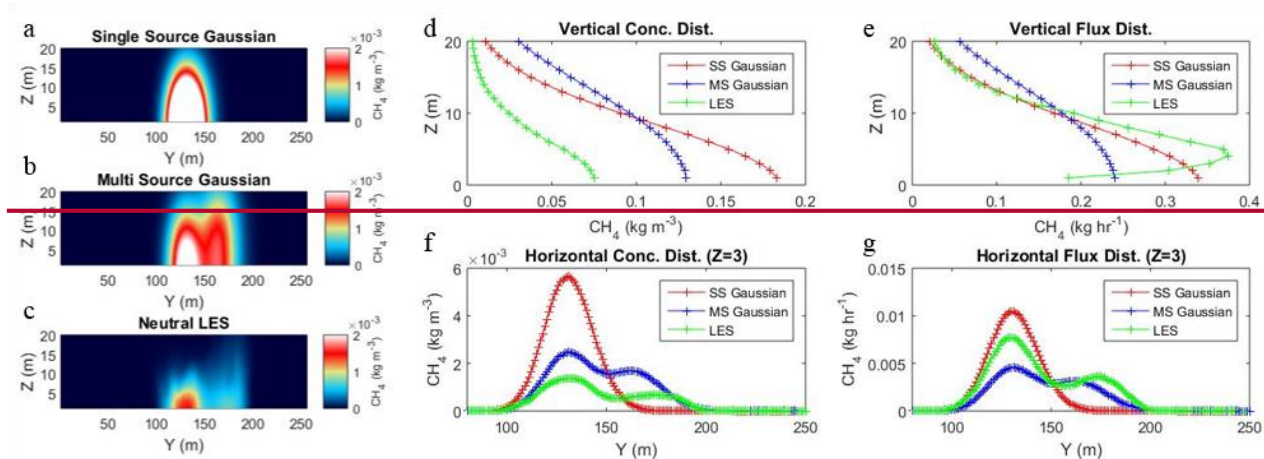 a
Single Source Gaussian
20
15
10
5
Z (m)
50 100 150 200 250
Y (m)
×10⁻³
2
1
0
CH₄ (kg m⁻³)
b
Multi Source Gaussian
20
15
10
5
Z (m)
50 100 150 200 250
Y (m)
×10⁻³
2
1
0
CH₄ (kg m⁻³)
c
Neutral LES
20
15
10
5
Z (m)
50 100 150 200 250
Y (m)
×10⁻³
2
1
0
CH₄ (kg m⁻³)
d
Vertical Conc. Dist.
20
10
0
Z (m)
SS Gaussian
MS Gaussian
LES
0 0.05 0.1 0.15 0.2
CH₄ (kg m⁻³)
e
Vertical Flux Dist.
20
10
0
Z (m)
SS Gaussian
MS Gaussian
LES
0 0.1 0.2 0.3 0.4
CH₄ (kg hr⁻¹)
f
Horizontal Conc. Dist. (Z=3)
×10⁻³
6
4
2
0
CH₄ (kg m⁻³)
SS Gaussian
MS Gaussian
LES
100 150 200 250
Y (m)
g
Horizontal Flux Dist. (Z=3)
0.015
0.01
0.005
0
CH₄ (kg hr⁻¹)
SS Gaussian
MS Gaussian
LES
100 150 200 250
Y (m)